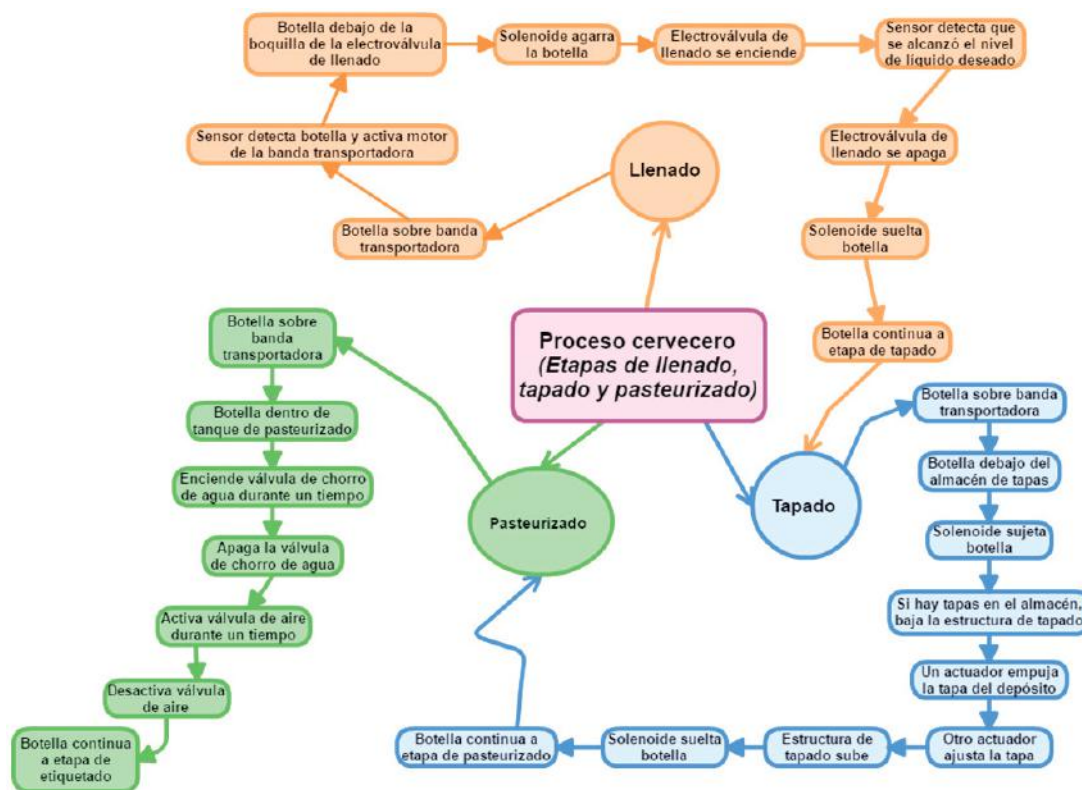 Proceso cervecero
(Etapas de llenado,
tapado y pasteurizado)
Llenado
Botella sobre banda
transportadora
Sensor detecta botella y activa motor
de la banda transportadora
Botella debajo de la
boquilla de la electroválvula
de llenado
Solenoide agarra
la botella
Electroválvula de
llenado se enciende
Sensor detecta que
se alcanzó el nivel
de líquido deseado
Electroválvula de
llenado se apaga
Solenoide suelta
botella
Botella continua a
etapa de tapado
Tapado
Botella sobre banda
transportadora
Botella debajo del
almacén de tapas
Solenoide sujeta
botella
Si hay tapas en el almacén,
baja la estructura de tapado
Un actuador empuja
la tapa del depósito
Otro actuador
ajusta la tapa
Estructura de
tapado sube
Solenoide suelta
botella
Botella continua a
etapa de pasteurizado
Pasteurizado
Botella sobre
banda
transportadora
Botella dentro de
tanque de pasteurizado
Enciende válvula de chorro
de agua durante un tiempo
Apaga la válvula
de chorro de agua
Activa válvula de aire
durante un tiempo
Desactiva válvula
de aire
Botella continua
a etapa de
etiquetado